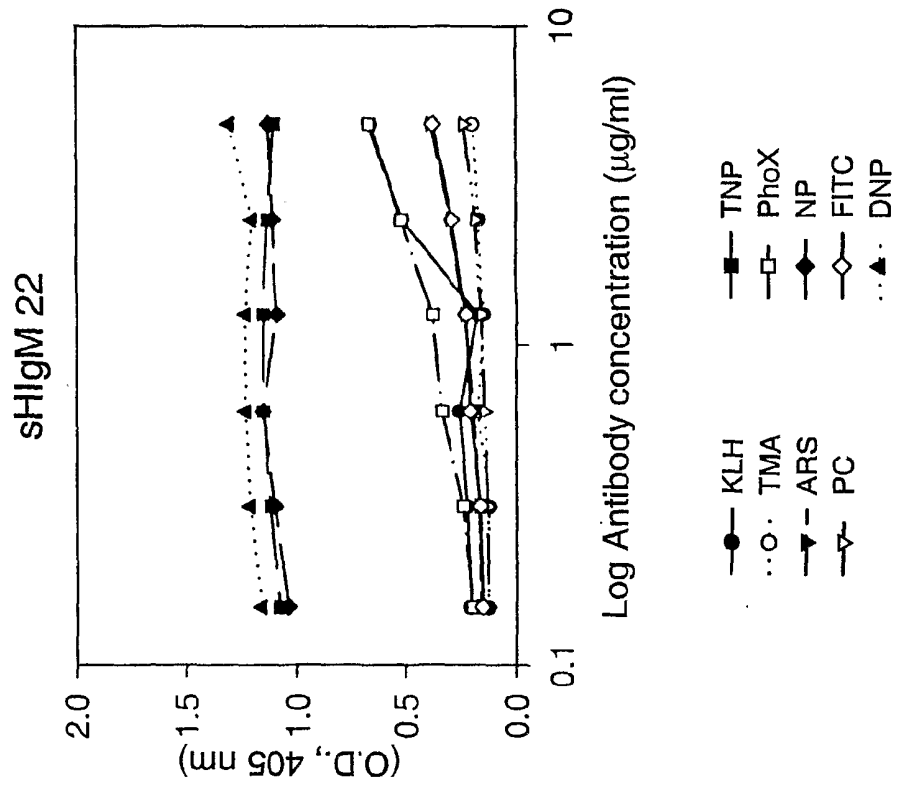 sHIgM 22
(O.D., 405 nm)
2.0
1.5
1.0
0.5
0.0
0.1
1
10
Log Antibody concentration (µg/ml)
KLH
TMA
ARS
PC
TNP
PhoX
NP
FITC
DNP